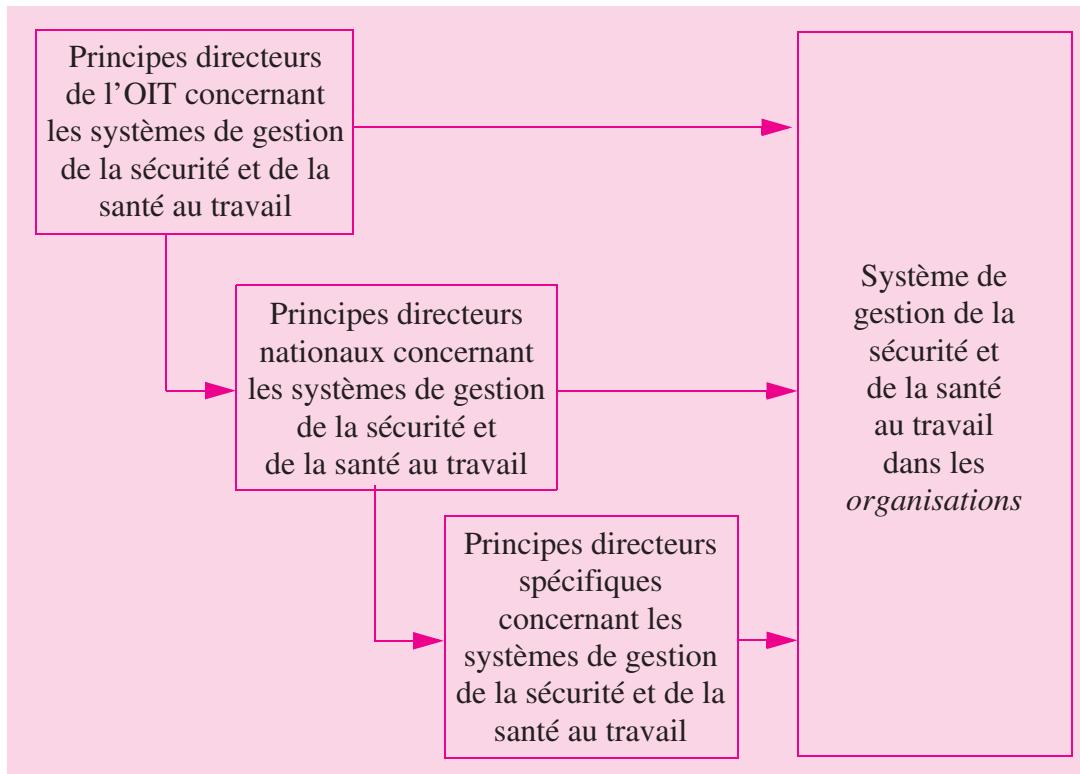 Principes directeurs
de l’OIT concernant
les systèmes de gestion
de la sécurité et de la
santé au travail
Principes directeurs
nationaux concernant
les systèmes de gestion
de la sécurité et
de la santé au travail
Principes directeurs
spécifiques
concernant les
systèmes de gestion
de la sécurité et de la
santé au travail
Système de
gestion de la
sécurité et
de la santé
au travail
dans les
organisations